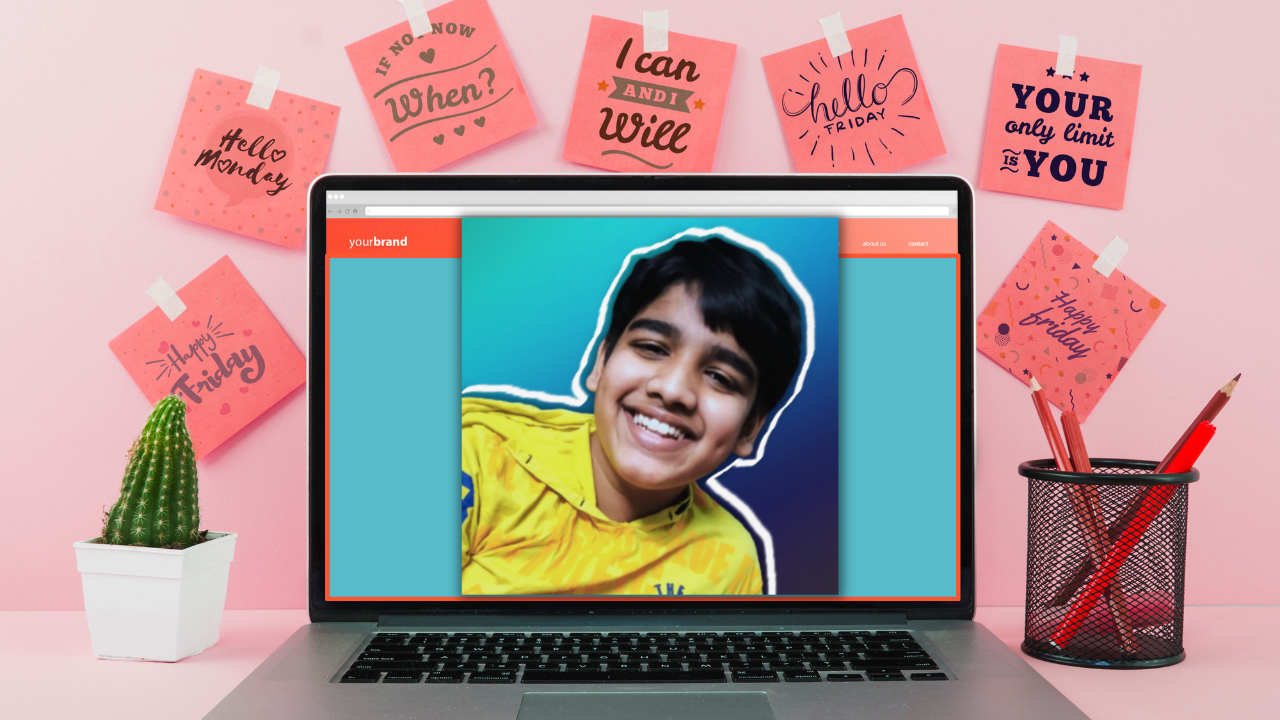 IF NOT NOW
When?
I can
AND I
Will
hello
FRIDAY
YOUR
only limit
is YOU
Hello
Monday
yourbrand
about us
contact
Happy
Friday
Happy
friday
THE